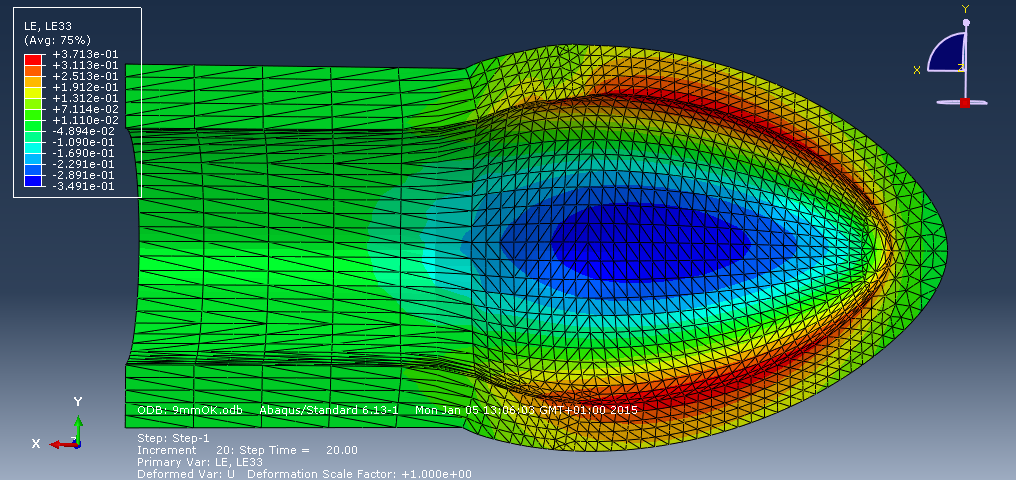 LE, LE33
(Avg: 75%)
+3.713e-01
+3.113e-01
+2.513e-01
+1.912e-01
+1.312e-01
+7.114e-02
+1.110e-02
-4.894e-02
-1.090e-01
-1.690e-01
-2.291e-01
-2.891e-01
-3.491e-01
Y
X
Z
ODB: 9mmOK.odb Abaqus/Standard 6.13-1 Mon Jan 05 13:06:03 GMT+01:00 2015
Y
X
Z
Step: Step-1
Increment 20: Step Time = 20.00
Primary Var: LE, LE33
Deformed Var: U Deformation Scale Factor: +1.000e+00